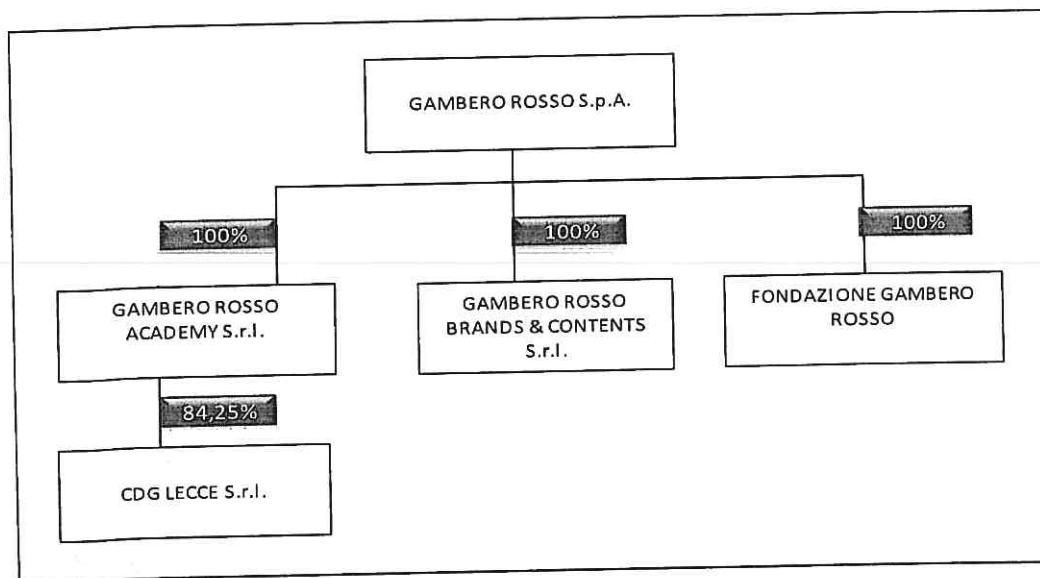 GAMBERO ROSSO S.p.A.
100%
100%
100%
GAMBERO ROSSO
ACADEMY S.r.l.
GAMBERO ROSSO
BRANDS & CONTENTS
S.r.l.
FONDAZIONE GAMBERO
ROSSO
84,25%
CDG LECCE S.r.l.